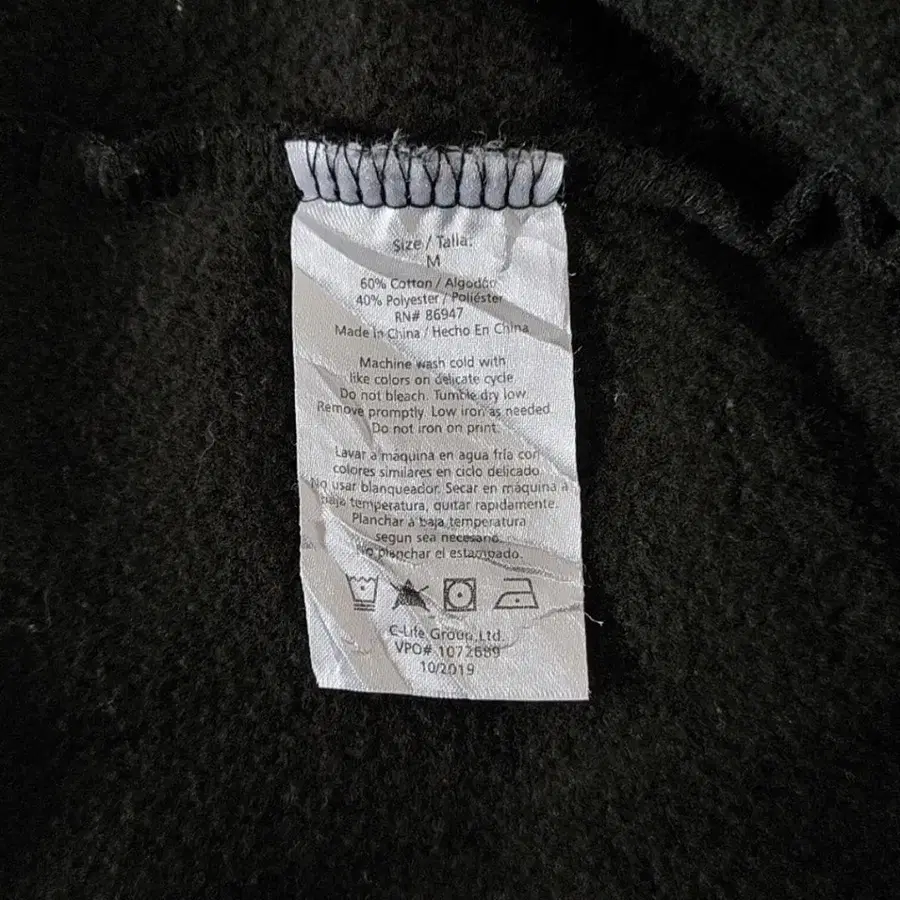 Size / Talla:
M
60% Cotton / Algodón
40% Polyester / Poliéster
RN# 86947
Made in China / Hecho En China
Machine wash cold with
like colors on delicate cycle
Do not bleach. Tumble dry low.
Remove promptly. Low iron as needed.
Do not iron on print.
Lavar a maquina en agua fría con
colores similares en ciclo delicado.
No usar blanqueador. Secar en maquina a
baja temperatura, quitar rapidamente.
Planchar a baja temperatura
segun sea necesario.
No planchar el estampado.
C-Life Group,Ltd.
VPO# 1072689
10/2019